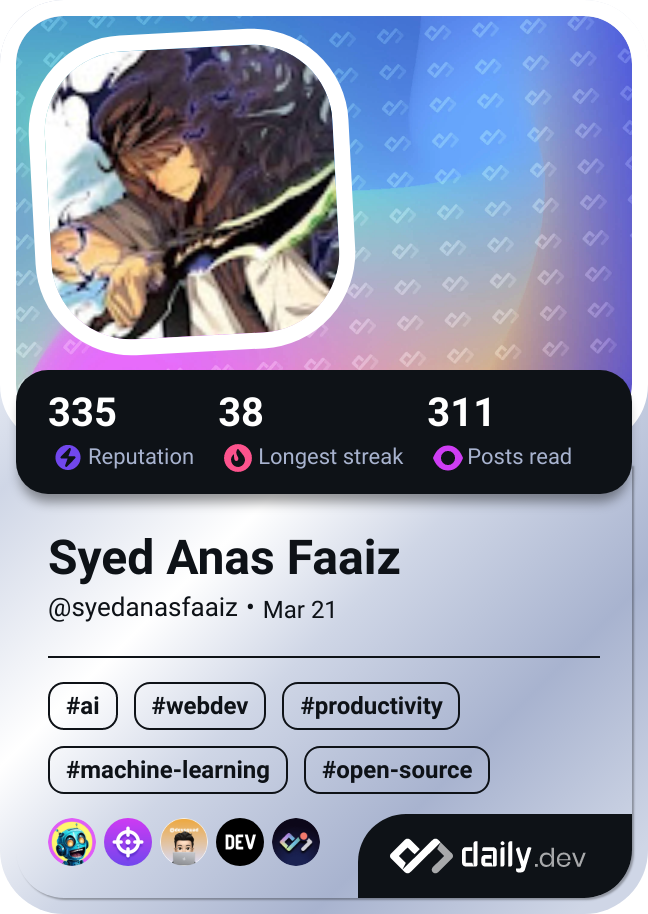 335 38 311
Reputation Longest streak Posts read
Syed Anas Faaiz
@syedanasfaaiz • Mar 21
#ai #webdev #productivity
#machine-learning #open-source
DEV
daily.dev